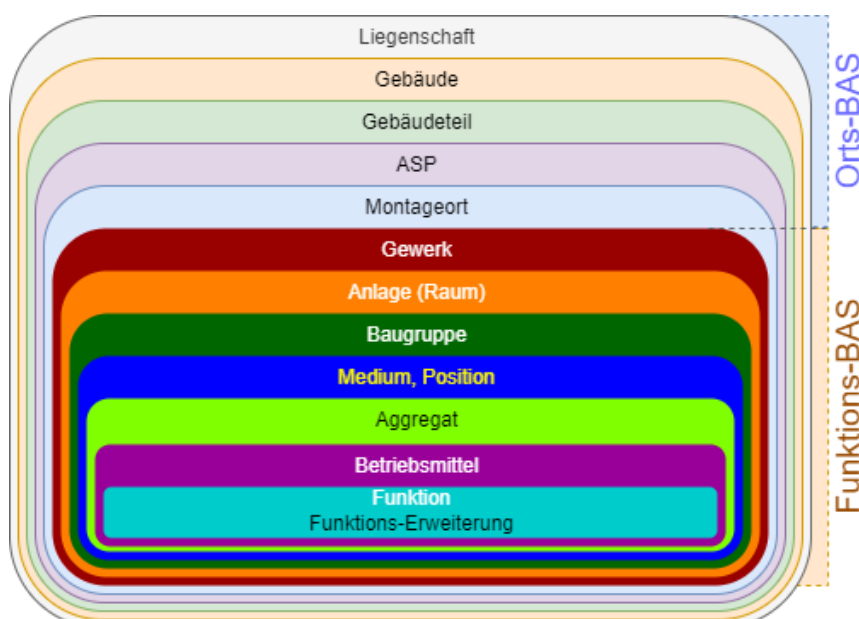 Liegenschaft
Gebäude
Gebäudeteil
ASP
Montageort
Gewerk
Anlage (Raum)
Baugruppe
Medium, Position
Aggregat
Betriebsmittel
Funktion
Funktions-Erweiterung
Orts-BAS
Funktions-BAS